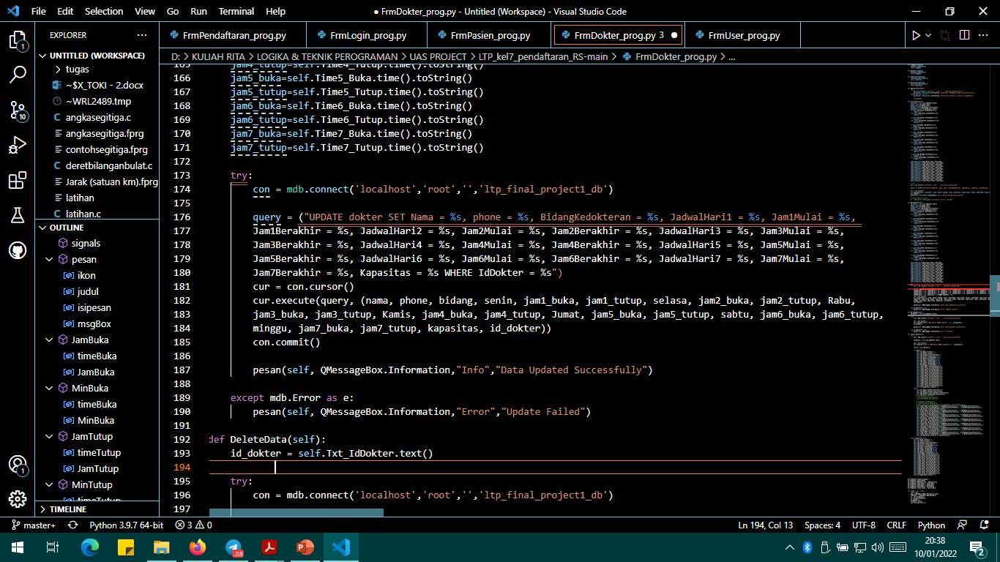 File Edit Selection View Go Run Terminal Help
● FrmDokter_prog.py - Untitled (Workspace) - Visual Studio Code
EXPLORER ...
FrmPendaftaran_prog.py
FrmLogin_prog.py
FrmPasien_prog.py
FrmDokter_prog.py 3 ●
FrmUser_prog.py
D: > KULIAH RITA > LOGIKA & TEKNIK PEROGRAMAN > UAS PROJECT > LTP_kel7_pendaftaran_RS-main > FrmDokter_prog.py > ...
1
10
1
UNTITLED (WORKSPACE)
tugas
~$X_TOKI - 2.docx
~WRL2489.tmp
angkasegitiga.c
angkasegitiga.fprg
contohsegitiga.fprg
deretbilanganbulat.c
Jarak (satuan km).fprg
latihan
latihan.c
OUTLINE
signals
pesan
ikon
judul
isipesan
msgBox
JamBuka
timeBuka
JamBuka
MinBuka
timeBuka
MinBuka
JamTutup
timeTutup
JamTutup
MinTutup
timeTutup
TIMELINE
165 jam4_tutup=self.Time4_Tutup.time().toString()
166 jam5_buka=self.Time5_Buka.time().toString()
167 jam5_tutup=self.Time5_Tutup.time().toString()
168 jam6_buka=self.Time6_Buka.time().toString()
169 jam6_tutup=self.Time6_Tutup.time().toString()
170 jam7_buka=self.Time7_Buka.time().toString()
171 jam7_tutup=self.Time7_Tutup.time().toString()
172
173 try:
174 con = mdb.connect('localhost','root','','ltp_final_project1_db')
175
176 query = ("UPDATE dokter SET Nama = %s, phone = %s, BidangKedokteran = %s, JadwalHari1 = %s, Jam1Mulai = %s,
177 Jam1Berakhir = %s, JadwalHari2 = %s, Jam2Mulai = %s, Jam2Berakhir = %s, JadwalHari3 = %s, Jam3Mulai = %s,
178 Jam3Berakhir = %s, JadwalHari4 = %s, Jam4Mulai = %s, Jam4Berakhir = %s, JadwalHari5 = %s, Jam5Mulai = %s,
179 Jam5Berakhir = %s, JadwalHari6 = %s, Jam6Mulai = %s, Jam6Berakhir = %s, JadwalHari7 = %s, Jam7Mulai = %s,
180 Jam7Berakhir = %s, Kapasitas = %s WHERE IdDokter = %s")
181 cur = con.cursor()
182 cur.execute(query, (nama, phone, bidang, senin, jam1_buka, jam1_tutup, selasa, jam2_buka, jam2_tutup, Rabu,
183 jam3_buka, jam3_tutup, Kamis, jam4_buka, jam4_tutup, Jumat, jam5_buka, jam5_tutup, sabtu, jam6_buka, jam6_tutup,
184 minggu, jam7_buka, jam7_tutup, kapasitas, id_dokter))
185 con.commit()
186
187 pesan(self, QMessageBox.Information,"Info","Data Updated Successfully")
188
189 except mdb.Error as e:
190 pesan(self, QMessageBox.Information,"Error","Update Failed")
191
192 def DeleteData(self):
193 id_dokter = self.Txt_IdDokter.text()
194
195 try:
196 con = mdb.connect('localhost','root','','ltp_final_project1_db')
197
master+ Python 3.9.7 64-bit 3 0
Ln 194, Col 13 Spaces: 4 UTF-8 CRLF Python
.08
20:38
10/01/2022
2